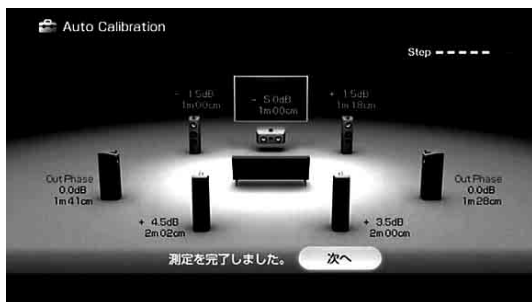 Auto Calibration
Step
- 1.5dB
1m00cm
- 5.0dB
1m00cm
+ 1.5dB
1m18cm
Out Phase
0.0dB
1m41cm
Out Phase
0.0dB
1m28cm
+ 4.5dB
2m02cm
+ 3.5dB
2m00cm
測定を完了しました。
次へ